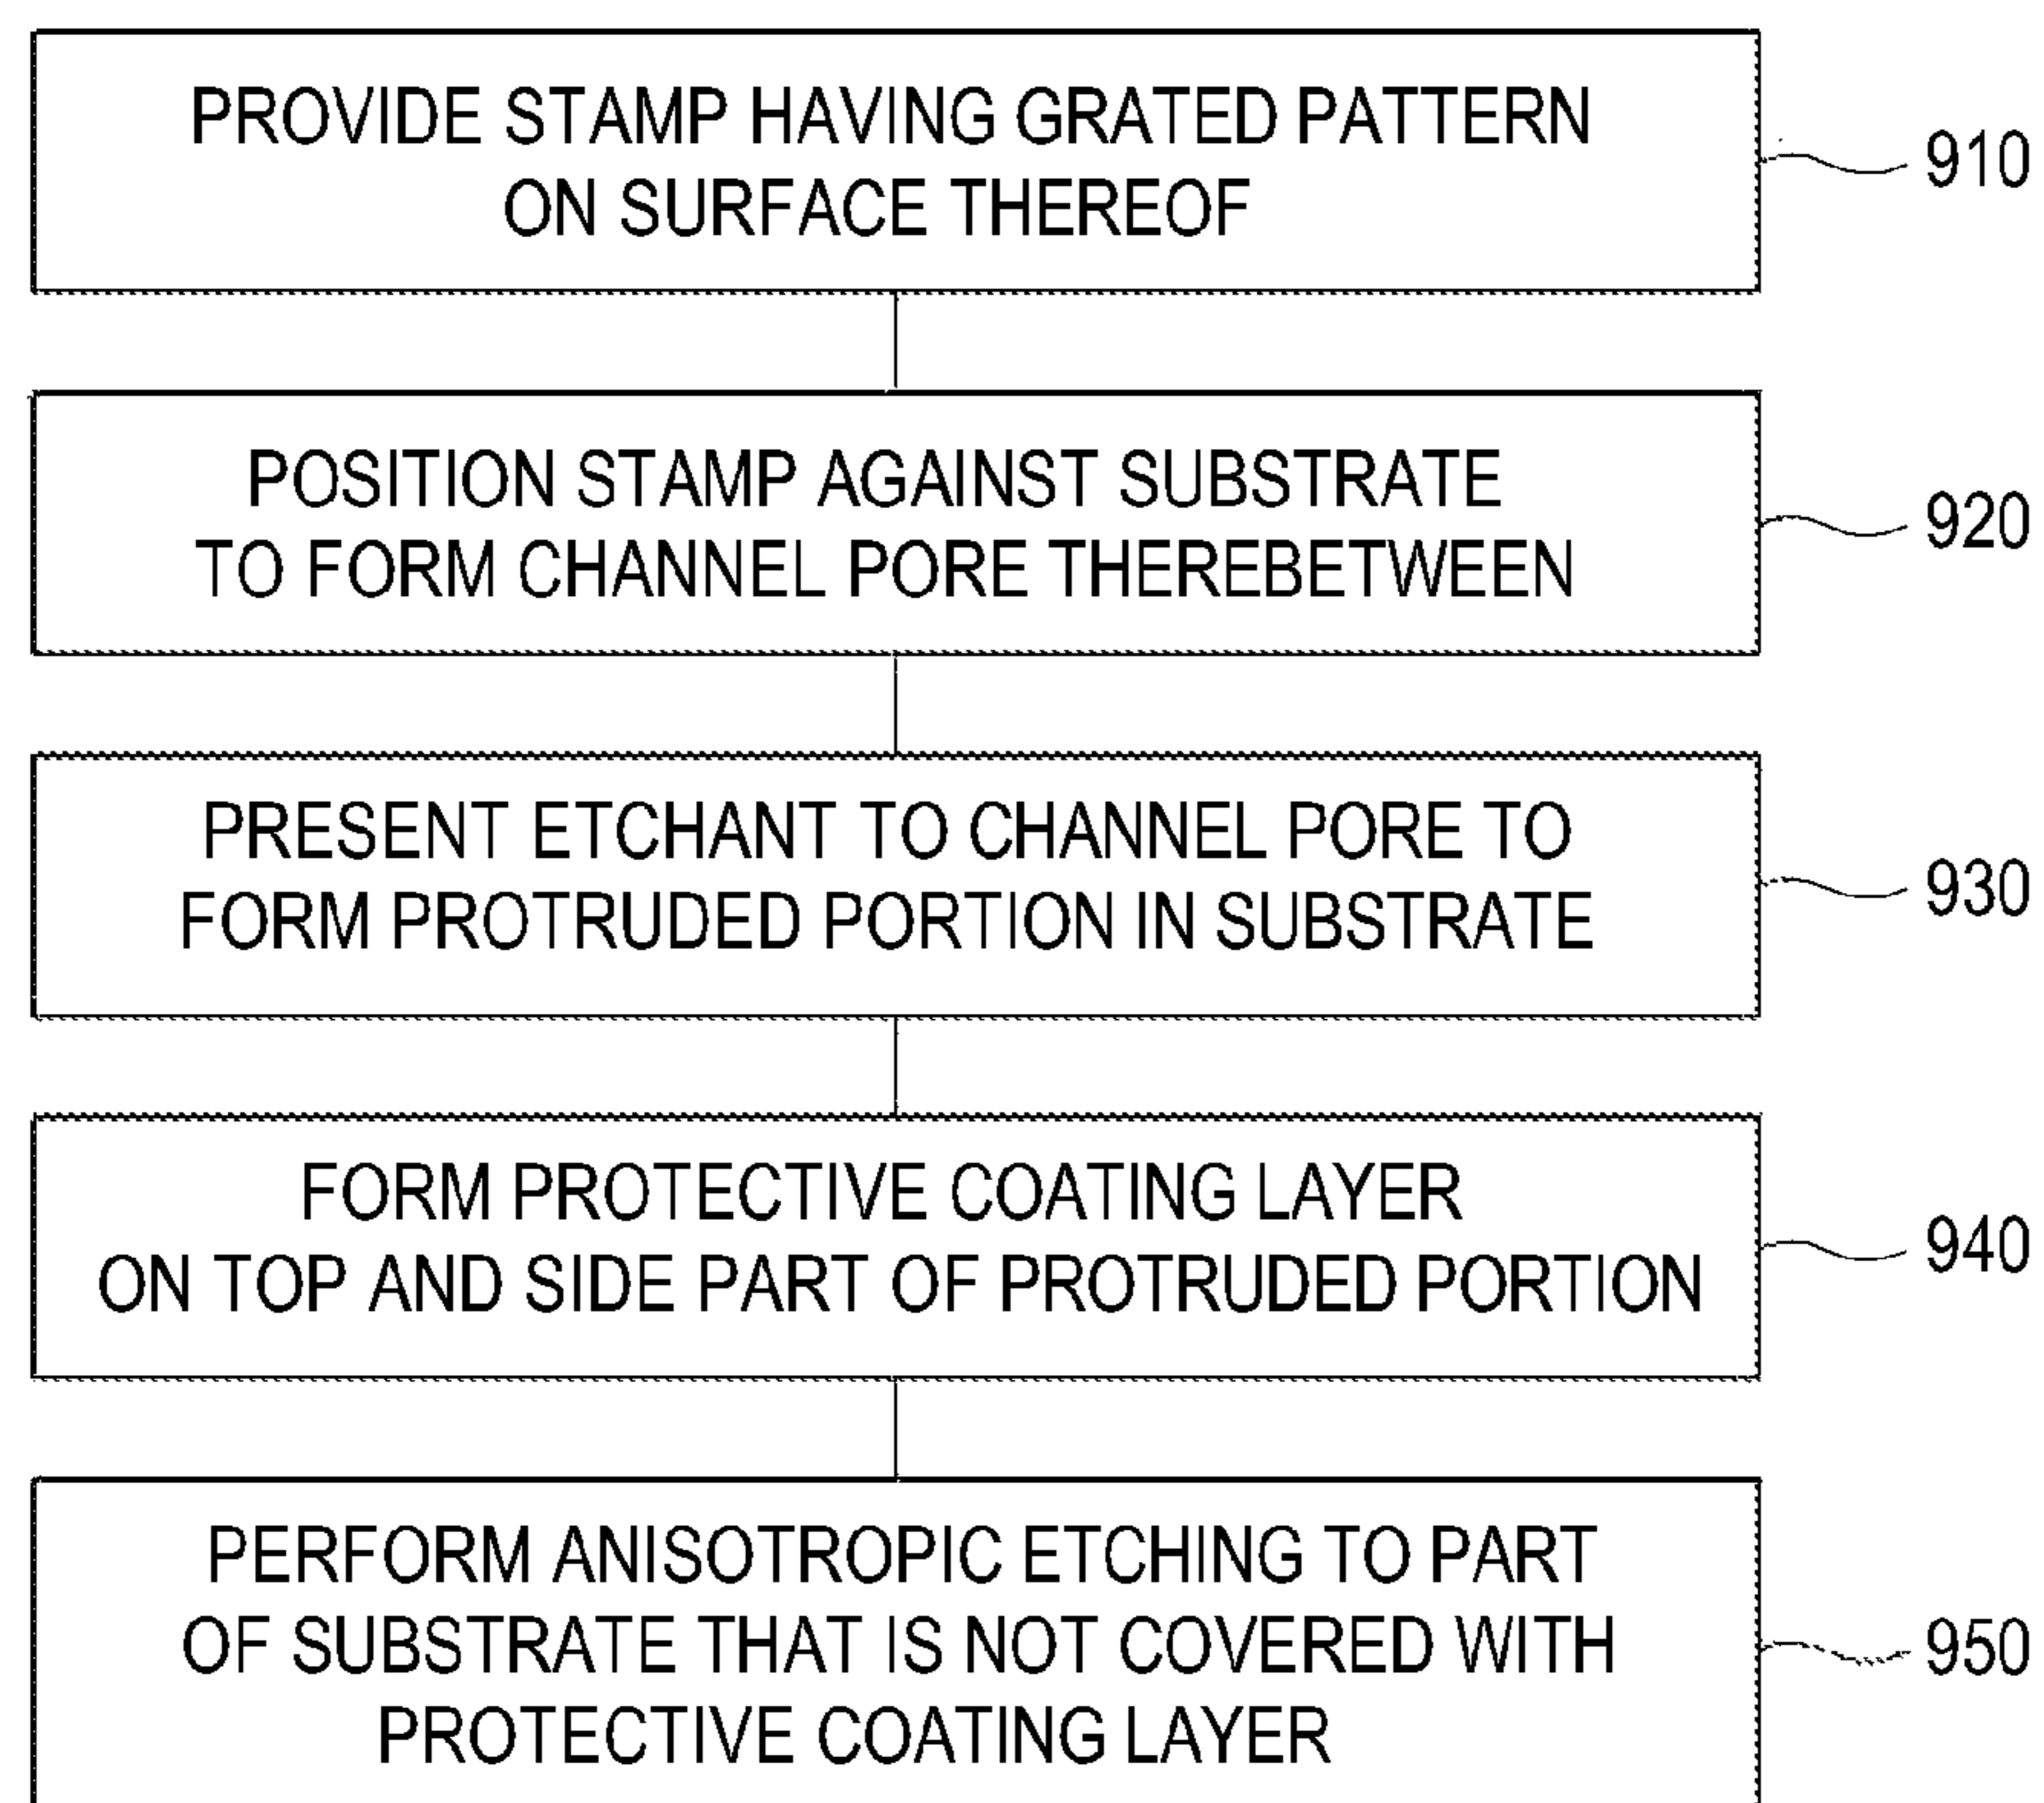 PROVIDE STAMP HAVING GRATED PATTERN
ON SURFACE THEREOF
910
POSITION STAMP AGAINST SUBSTRATE
TO FORM CHANNEL PORE THEREBETWEEN
920
PRESENT ETCHANT TO CHANNEL PORE TO
FORM PROTRUDED PORTION IN SUBSTRATE
930
FORM PROTECTIVE COATING LAYER
ON TOP AND SIDE PART OF PROTRUDED PORTION
940
PERFORM ANISOTROPIC ETCHING TO PART
OF SUBSTRATE THAT IS NOT COVERED WITH
PROTECTIVE COATING LAYER
950